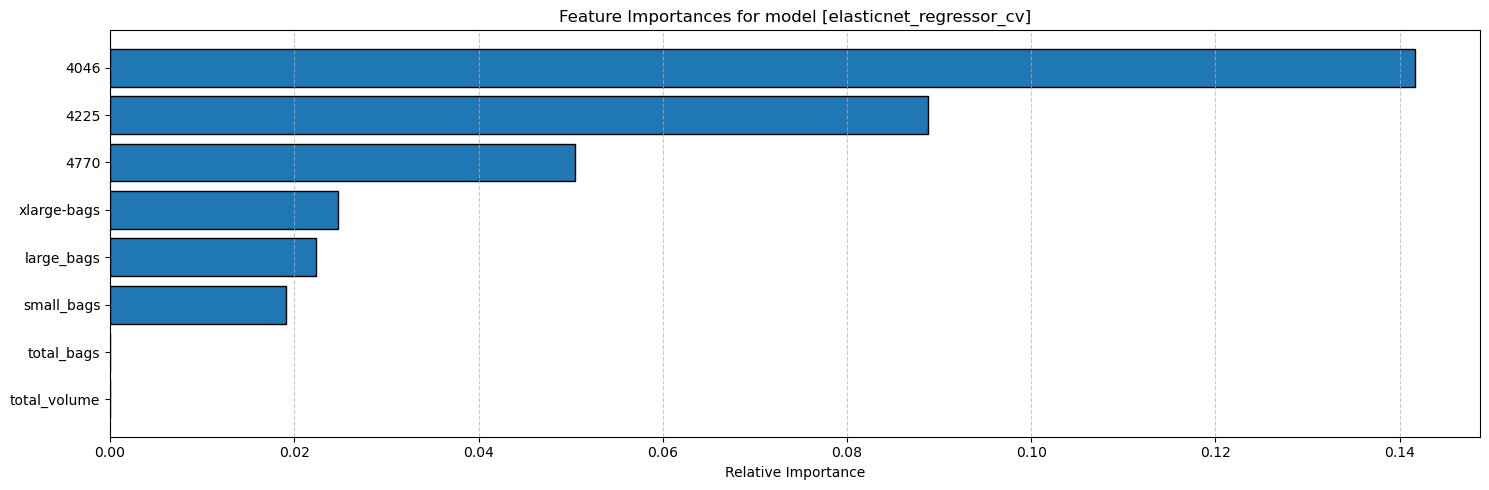 Feature Importances for model [elasticnet_regressor_cv]
4046
4225
4770
xlarge-bags
large_bags
small_bags
total_bags
total_volume
0.00 0.02 0.04 0.06 0.08 0.10 0.12 0.14
Relative Importance